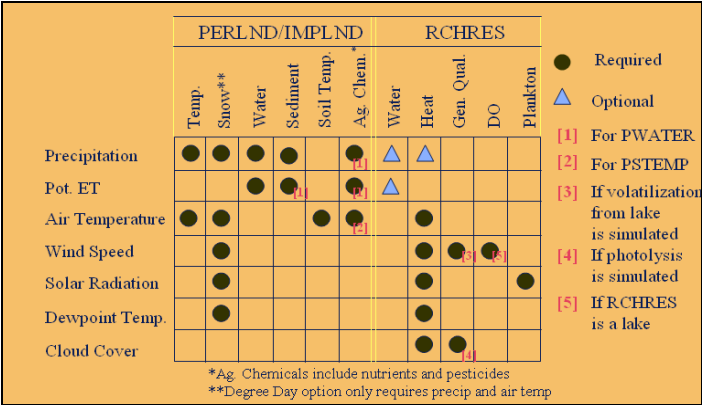 PERLND/IMPLND
RCHRES
Temp.
Snow**
Water
Sediment
Soil Temp.
Ag. Chem.*
Water
Heat
Gen. Qual.
DO
Plankton
Required
Optional
[1] For PWATER
[2] For PSTEMP
[3] If volatilization
from lake
is simulated
[4] If photolysis
is simulated
[5] If RCHRES
is a lake
Precipitation
[1]
Pot. ET
[1]
[1]
Air Temperature
[2]
Wind Speed
[3]
[5]
Solar Radiation
Dewpoint Temp.
Cloud Cover
[4]
*Ag. Chemicals include nutrients and pesticides
**Degree Day option only requires precip and air temp